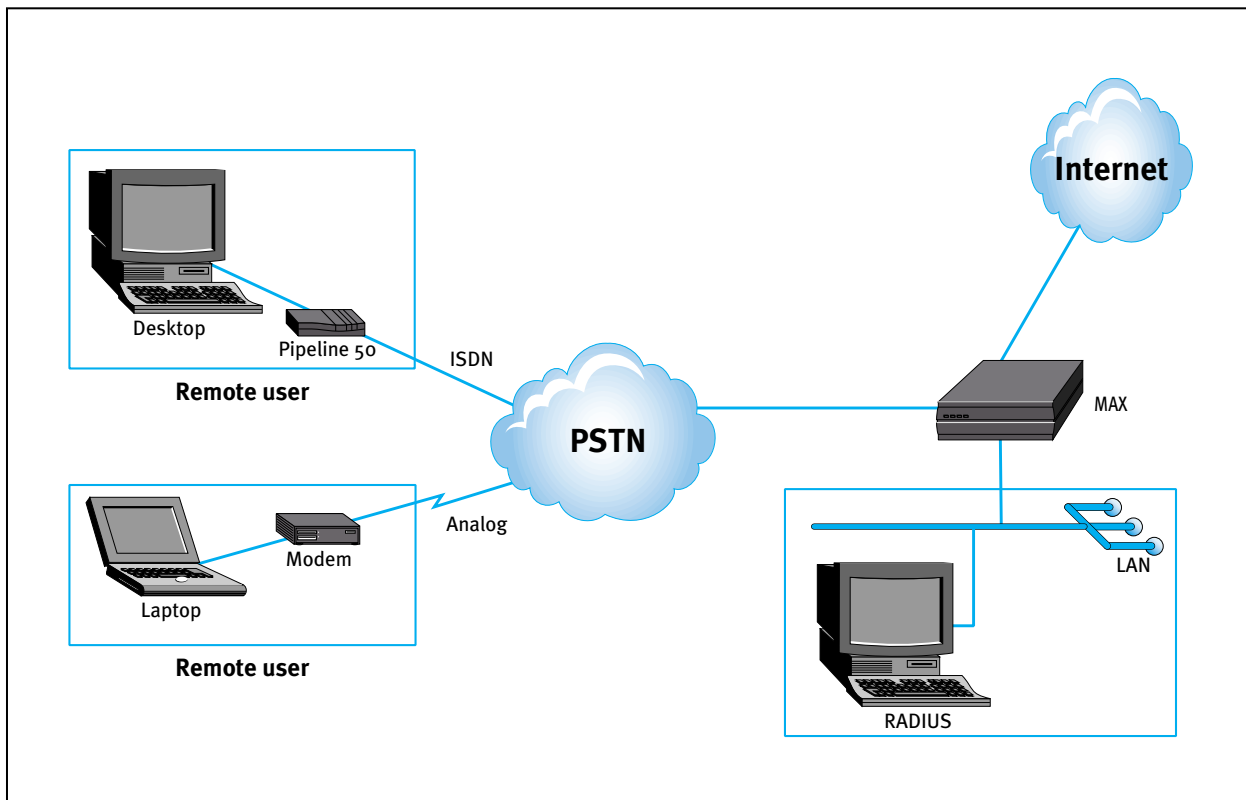 Internet
Desktop
Pipeline 50
ISDN
Remote user
PSTN
MAX
Analog
Modem
LAN
Laptop
Remote user
RADIUS